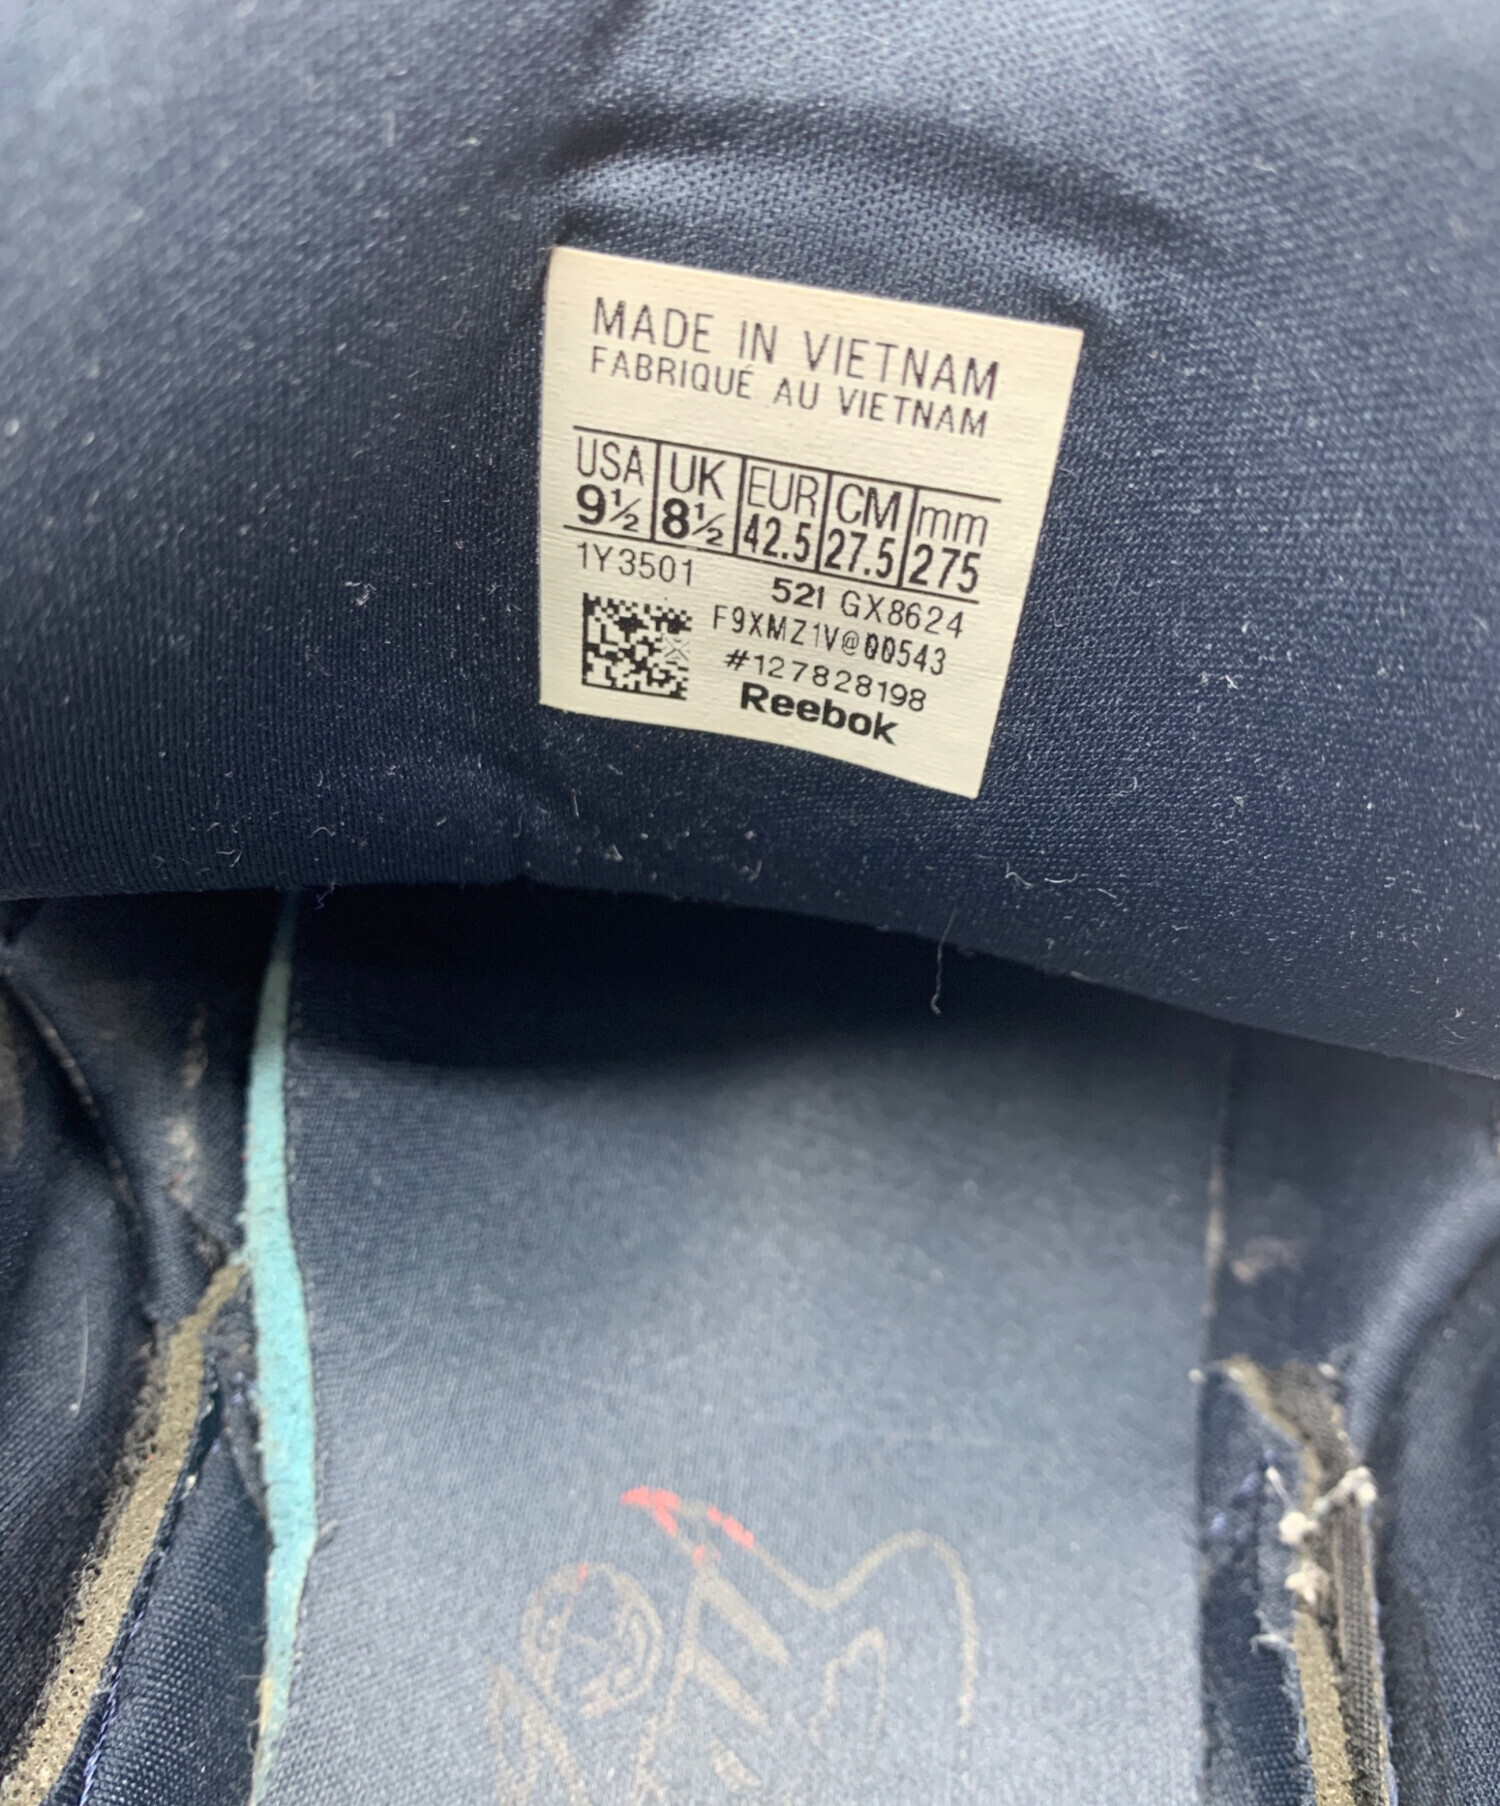 MADE IN VIETNAM
FABRIQUÉ AU VIETNAM
USA UK EUR CM mm
9½ 8½ 42.5 27.5 275
1Y3501 521 GX8624
F9XMZ1V@00543
#127828198
Reebok